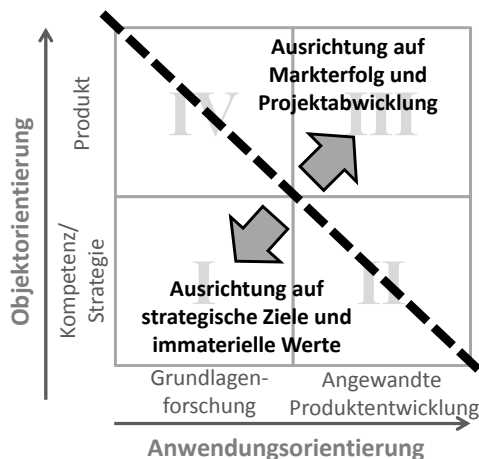 Objektorientierung
Produkt
Kompetenz/
Strategie
IV
III
Ausrichtung auf
Markterfolg und
Projektabwicklung
I
II
Ausrichtung auf
strategische Ziele und
immaterielle Werte
Grundlagen-
forschung
Angewandte
Produktentwicklung
Anwendungsorientierung